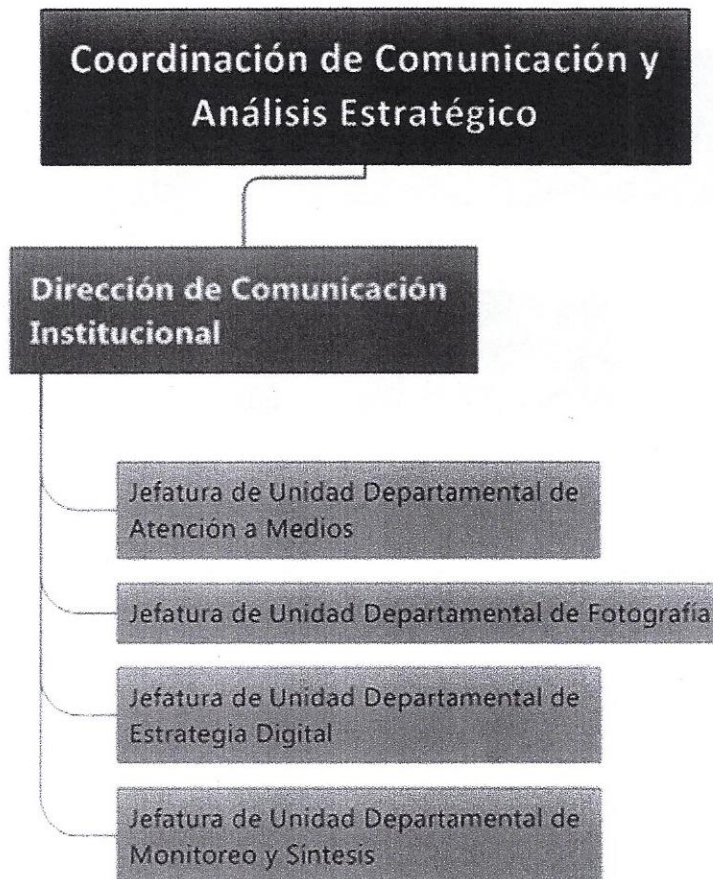 Coordinación de Comunicación y
Análisis Estratégico
Dirección de Comunicación
Institucional
Jefatura de Unidad Departamental de
Atención a Medios
Jefatura de Unidad Departamental de Fotografía
Jefatura de Unidad Departamental de
Estrategia Digital
Jefatura de Unidad Departamental de
Monitoreo y Síntesis